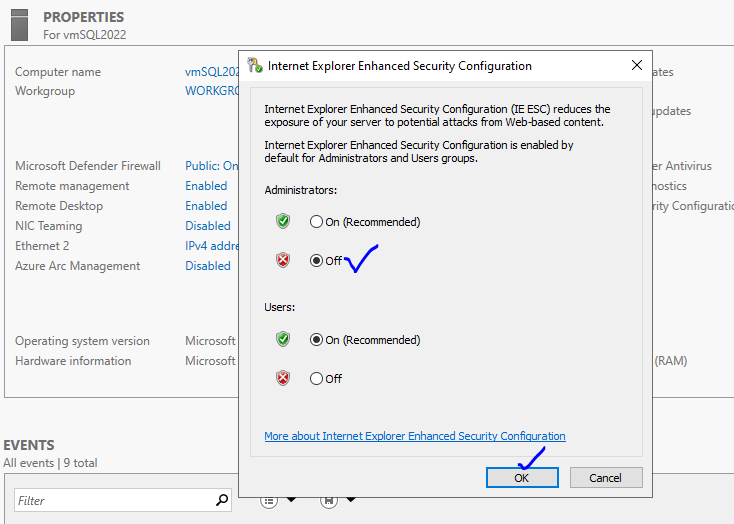 PROPERTIES
For vmSQL2022
Computer name vmSQL202
Workgroup WORKGRO
Internet Explorer Enhanced Security Configuration
Internet Explorer Enhanced Security Configuration (IE ESC) reduces the
exposure of your server to potential attacks from Web-based content.
Internet Explorer Enhanced Security Configuration is enabled by
default for Administrators and Users groups.
Administrators:
On (Recommended)
Off
Users:
On (Recommended)
Off
More about Internet Explorer Enhanced Security Configuration
OK Cancel
Microsoft Defender Firewall Public: On
Remote management Enabled
Remote Desktop Enabled
NIC Teaming Disabled
Ethernet 2 IPv4 addre
Azure Arc Management Disabled
Operating system version Microsoft
Hardware information Microsoft
ates
updates
er Antivirus
nostics
rity Configuratio
(RAM)
EVENTS
All events | 9 total
Filter